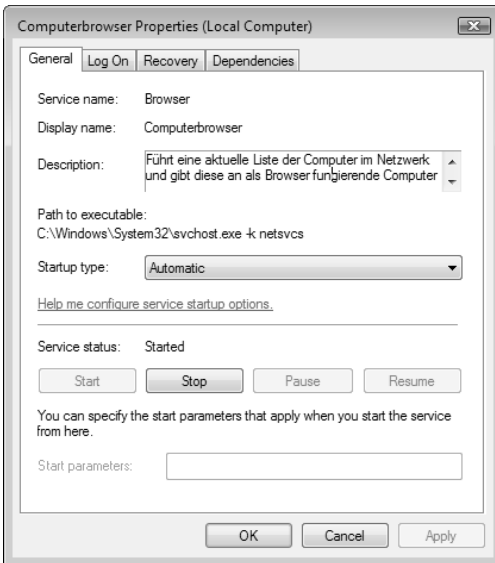 Computerbrowser Properties (Local Computer)
General Log On Recovery Dependencies
Service name: Browser
Display name: Computerbrowser
Description: Führt eine aktuelle Liste der Computer im Netzwerk
und gibt diese an als Browser fungierende Computer
Path to executable:
C:\Windows\System32\svchost.exe -k netsvcs
Startup type: Automatic
Help me configure service startup options.
Service status: Started
Start Stop Pause Resume
You can specify the start parameters that apply when you start the service
from here.
Start parameters:
OK Cancel Apply